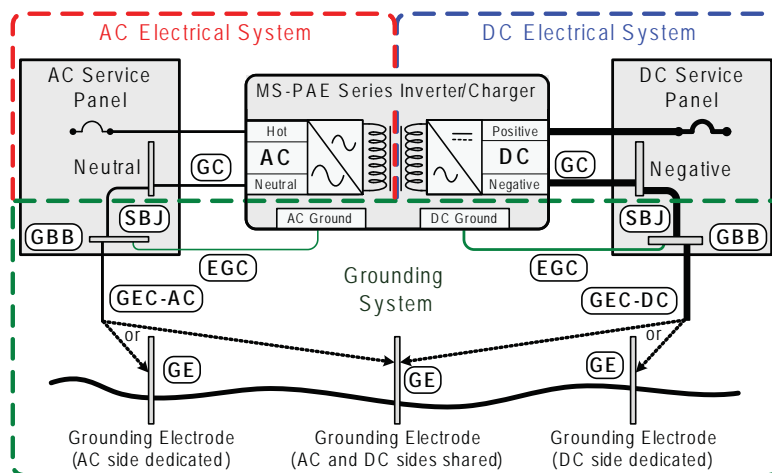 AC Electrical System
DC Electrical System
AC Service
Panel
MS-PAE Series Inverter/Charger
DC Service
Panel
Hot
AC
Neutral
Positive
DC
Negative
Neutral
GC
GC
Negative
SBJ
SBJ
AC Ground
DC Ground
GBB
GBB
EGC
EGC
Grounding
System
GEC-AC
GEC-DC
or
or
GE
GE
GE
Grounding Electrode
(AC side dedicated)
Grounding Electrode
(AC and DC sides shared)
Grounding Electrode
(DC side dedicated)